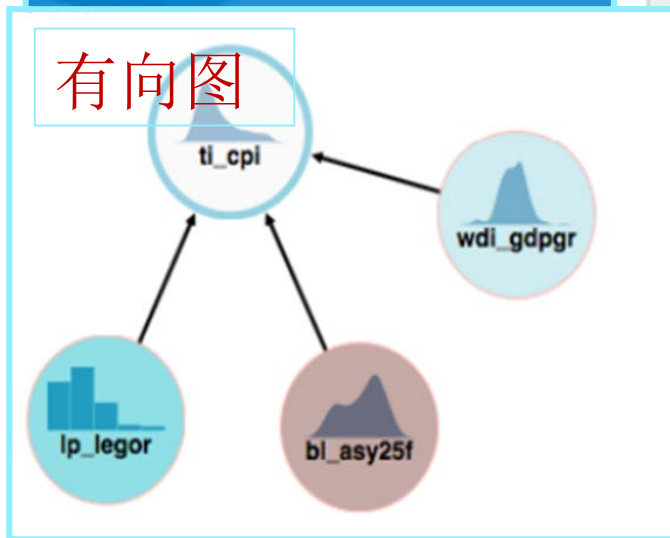 有向图
ti_cpi
wdi_gdpgr
lp_legor
bl_asy25f